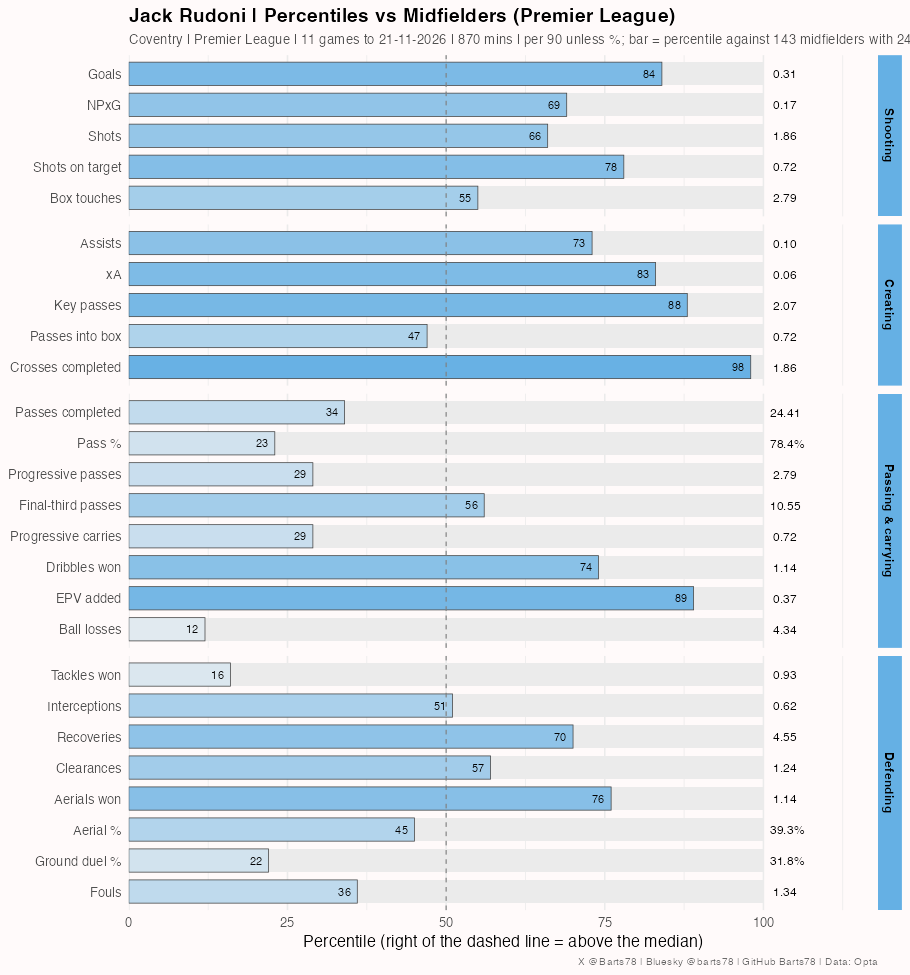 Jack Rudoni | Percentiles vs Midfielders (Premier League)
Coventry | Premier League | 11 games to 21-11-2026 | 870 mins | per 90 unless %; bar = percentile against 143 midfielders with 24
Shooting
Goals 84 0.31
NPxG 69 0.17
Shots 66 1.86
Shots on target 78 0.72
Box touches 55 2.79
Creating
Assists 73 0.10
xA 83 0.06
Key passes 88 2.07
Passes into box 47 0.72
Crosses completed 98 1.86
Passing & carrying
Passes completed 34 24.41
Pass % 23 78.4%
Progressive passes 29 2.79
Final-third passes 56 10.55
Progressive carries 29 0.72
Dribbles won 74 1.14
EPV added 89 0.37
Ball losses 12 4.34
Defending
Tackles won 16 0.93
Interceptions 51 0.62
Recoveries 70 4.55
Clearances 57 1.24
Aerials won 76 1.14
Aerial % 45 39.3%
Ground duel % 22 31.8%
Fouls 36 1.34
0 25 50 75 100
Percentile (right of the dashed line = above the median)
X @Barts78 | Bluesky @barts78 | GitHub Barts78 | Data: Opta